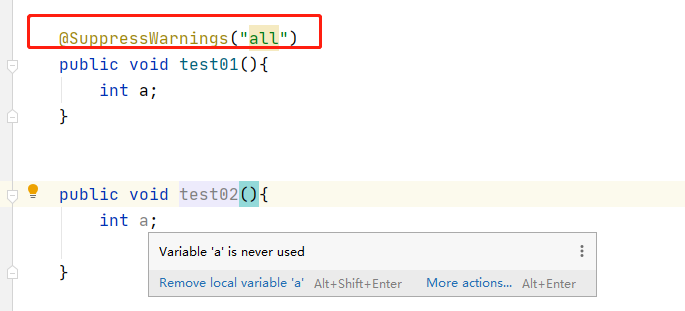 @SuppressWarnings("all")
public void test01(){
int a;
}
public void test02(){
int a;
Variable 'a' is never used
Remove local variable 'a' Alt+Shift+Enter More actions... Alt+Enter
}